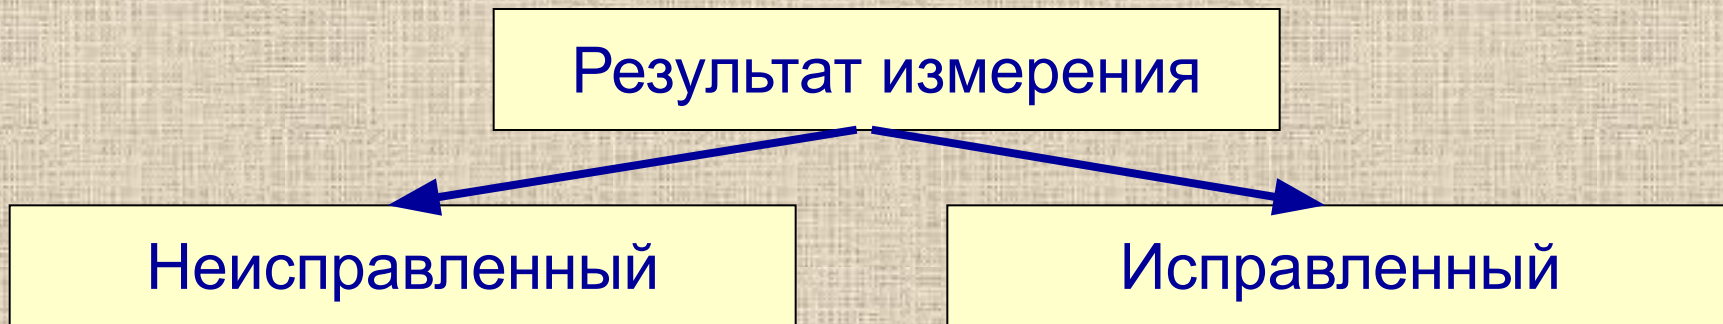 Результат измерения
Неисправленный
Исправленный